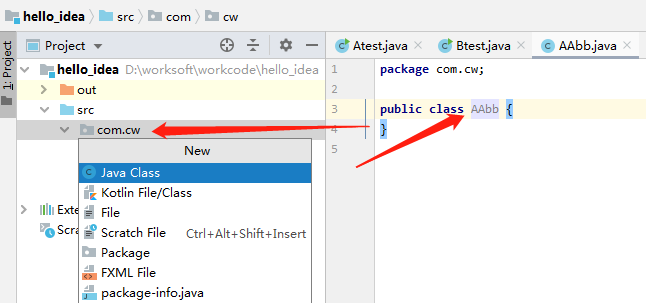 hello_idea src com cw
Project
Atest.java Btest.java AAbb.java
1: Project
hello_idea D:\worksoft\workcode\hello_idea
out
src
com.cw
New
Java Class
Kotlin File/Class
File
Scratch File Ctrl+Alt+Shift+Insert
Package
FXML File
package-info.java
Exte
Scra
1 package com.cw;
2
3 public class AAbb {
4 }
5